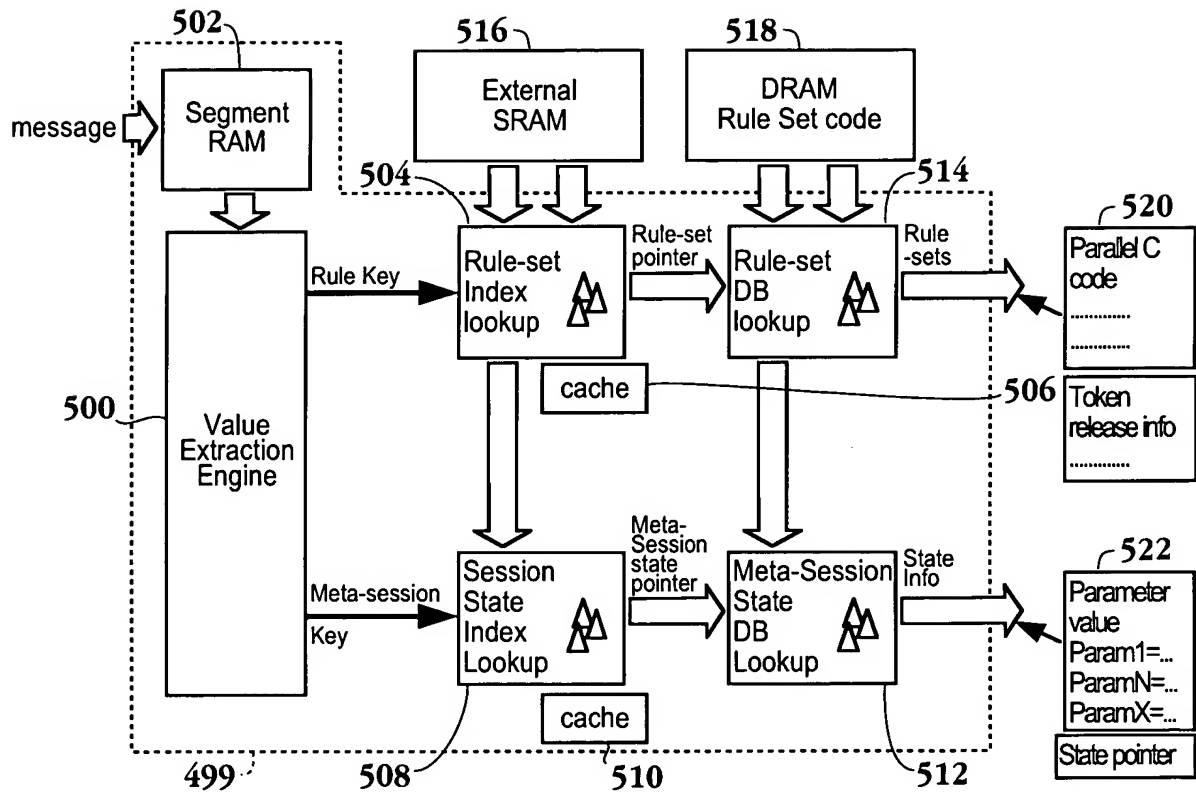 502
516
518
message
Segment
RAM
External
SRAM
DRAM
Rule Set code
504
514
520
Rule Key
Rule-set
Index
lookup
Rule-set
pointer
Rule-set
DB
lookup
Rule
-sets
Parallel C
code
.............
.............
cache
506
Token
release info
.............
500
Value
Extraction
Engine
Meta-session
Key
Session
State
Index
Lookup
Meta-
Session
state
pointer
Meta-Session
State
DB
Lookup
State
Info
522
Parameter
value
Param1=...
ParamN=...
ParamX=...
State pointer
cache
499
508
510
512